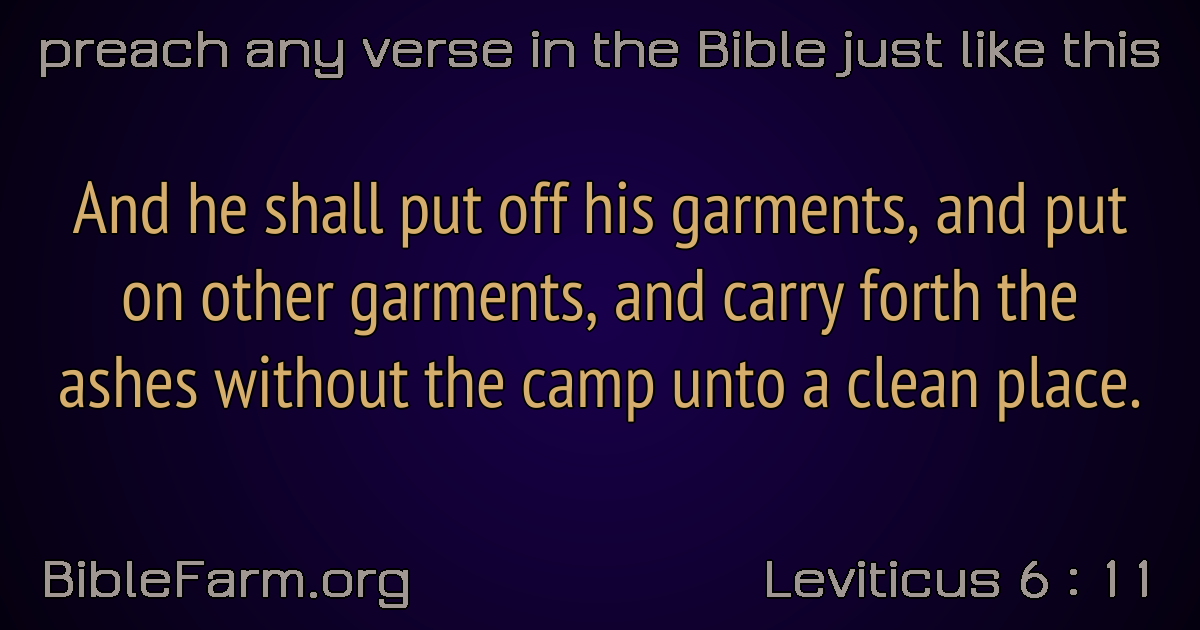 preach any verse in the Bible just like this
And he shall put off his garments, and put
on other garments, and carry forth the
ashes without the camp unto a clean place.
BibleFarm.org
Leviticus 6 : 11